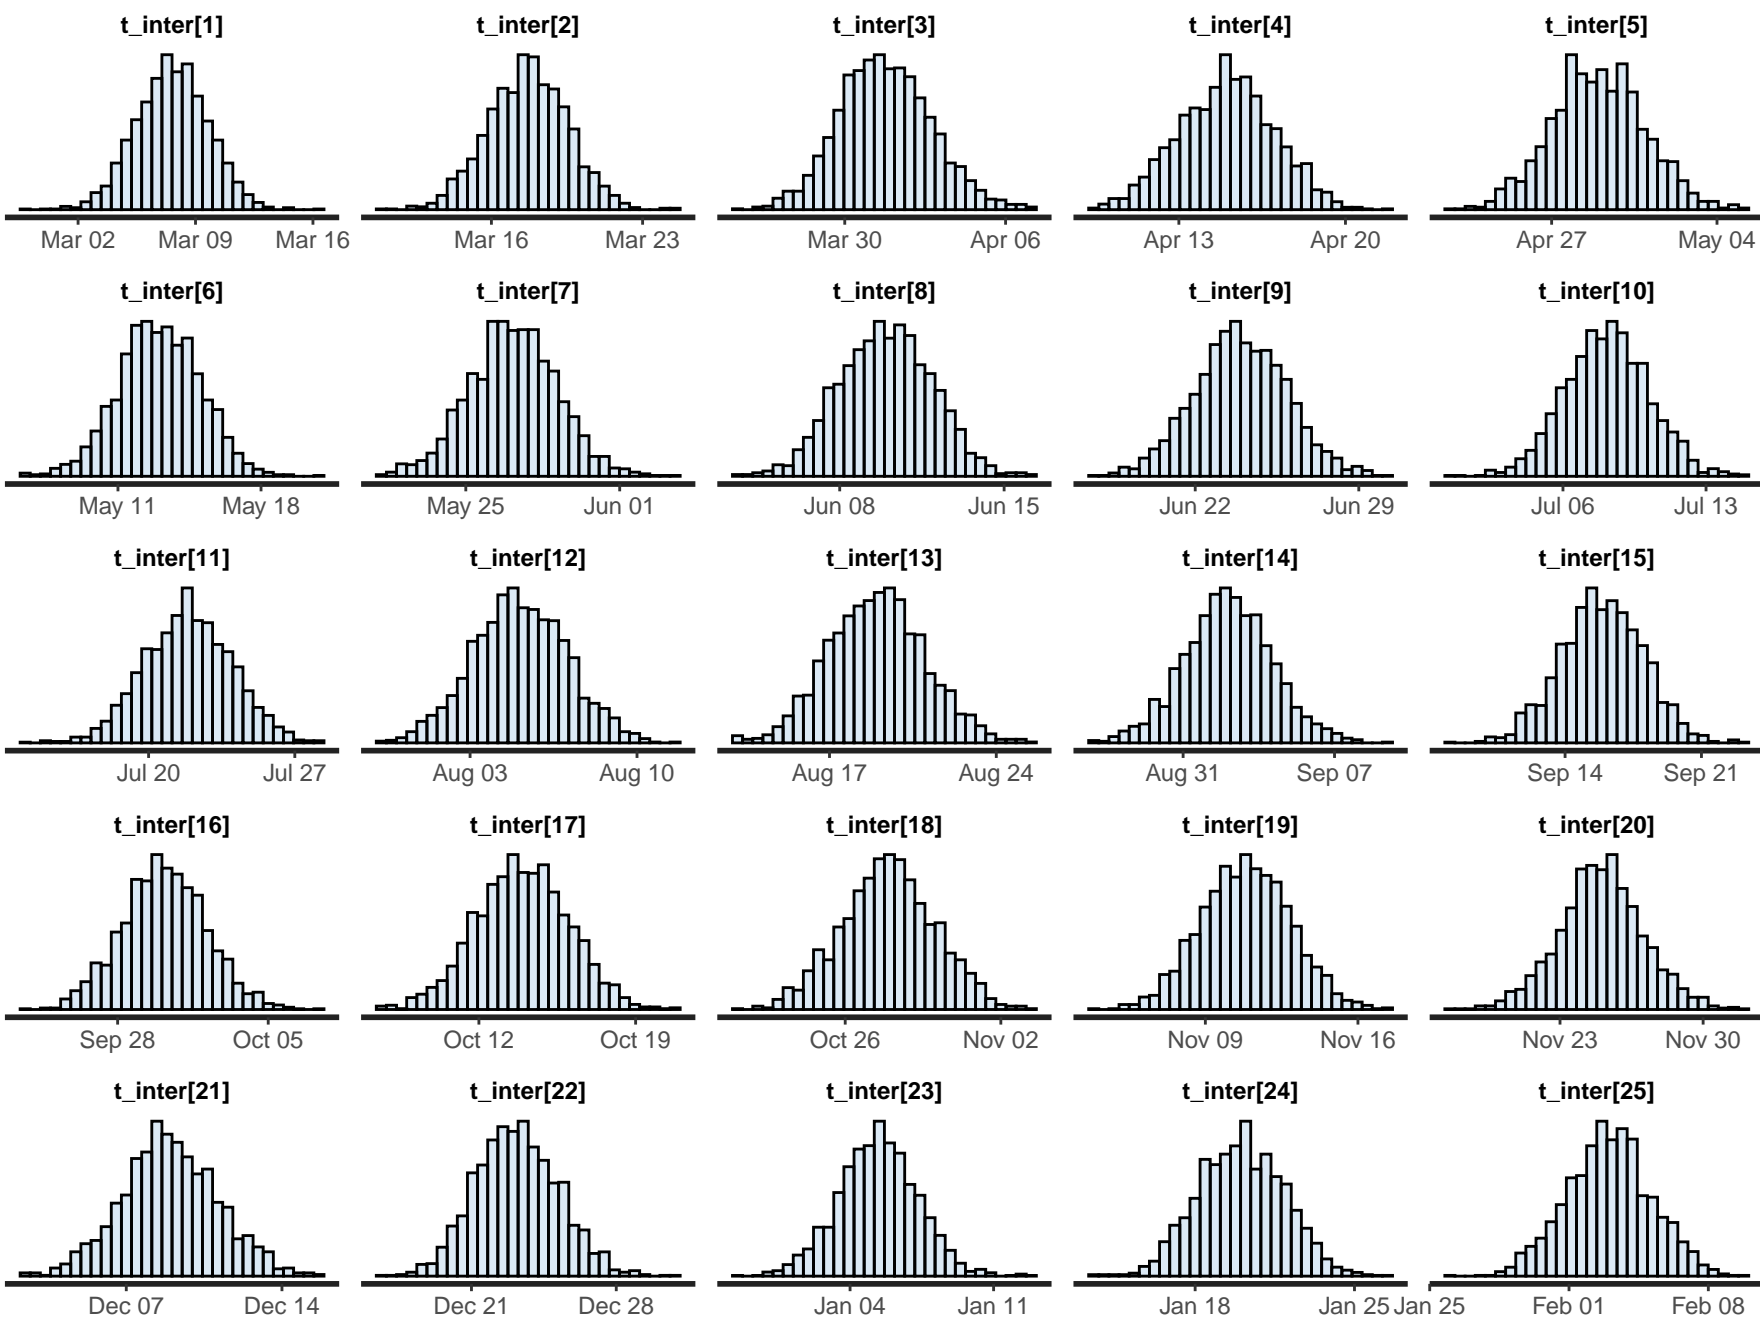 t_inter[1] t_inter[2] t_inter[3] t_inter[4] t_inter[5]
Mar 02 Mar 09 Mar 16 Mar 16 Mar 23 Mar 30 Apr 06 Apr 13 Apr 20 Apr 27 May 04
t_inter[6] t_inter[7] t_inter[8] t_inter[9] t_inter[10]
May 11 May 18 May 25 Jun 01 Jun 08 Jun 15 Jun 22 Jun 29 Jul 06 Jul 13
t_inter[11] t_inter[12] t_inter[13] t_inter[14] t_inter[15]
Jul 20 Jul 27 Aug 03 Aug 10 Aug 17 Aug 24 Aug 31 Sep 07 Sep 14 Sep 21
t_inter[16] t_inter[17] t_inter[18] t_inter[19] t_inter[20]
Sep 28 Oct 05 Oct 12 Oct 19 Oct 26 Nov 02 Nov 09 Nov 16 Nov 23 Nov 30
t_inter[21] t_inter[22] t_inter[23] t_inter[24] t_inter[25]
Dec 07 Dec 14 Dec 21 Dec 28 Jan 04 Jan 11 Jan 18 Jan 25 Jan 25 Feb 01 Feb 08